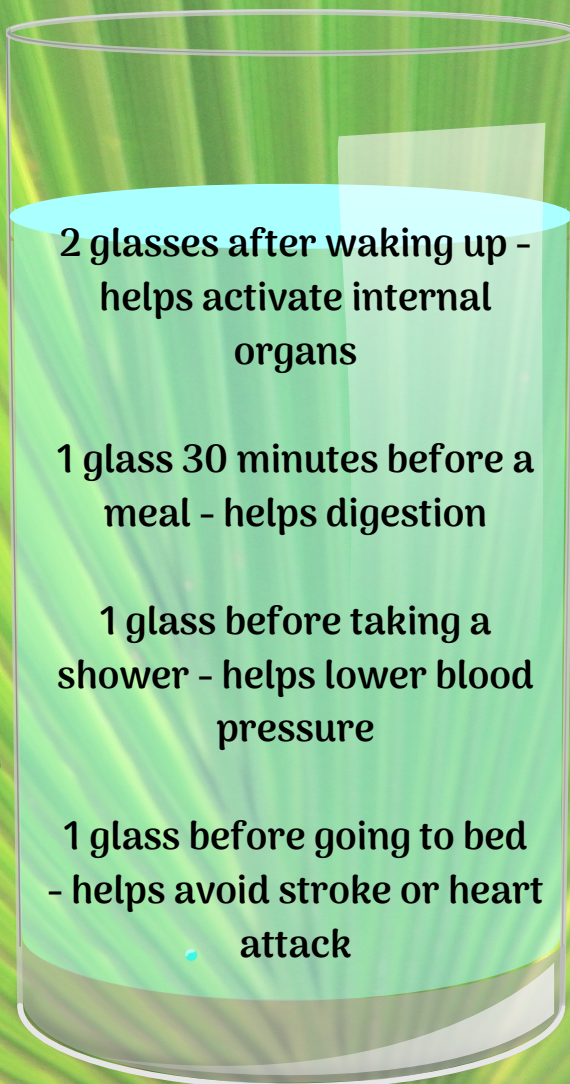 2 glasses after waking up -
helps activate internal
organs
1 glass 30 minutes before a
meal - helps digestion
1 glass before taking a
shower - helps lower blood
pressure
1 glass before going to bed
- helps avoid stroke or heart
attack